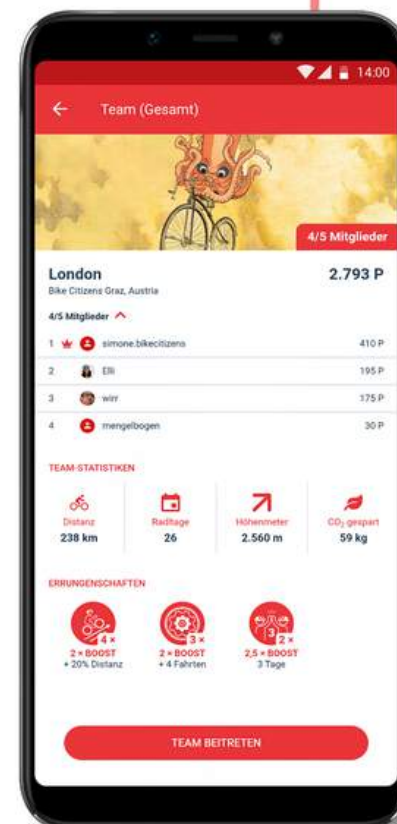 14:00
Team (Gesamt)
4/5 Mitglieder
London 2.793 P
Bike Citizens Graz, Austria
4/5 Mitglieder
1 simone.bikecitizens 410 P
2 Elli 195 P
3 wirr 175 P
4 mengelbogen 30 P
TEAM-STATISTIKEN
Distanz Radltage Höhenmeter CO₂ gespart
238 km 26 2.560 m 59 kg
ERRUNGENSCHAFTEN
4× 3× 3 2×
2 × BOOST 2 × BOOST 2,5 × BOOST
+ 20% Distanz + 4 Fahrten 3 Tage
TEAM BEITRETEN